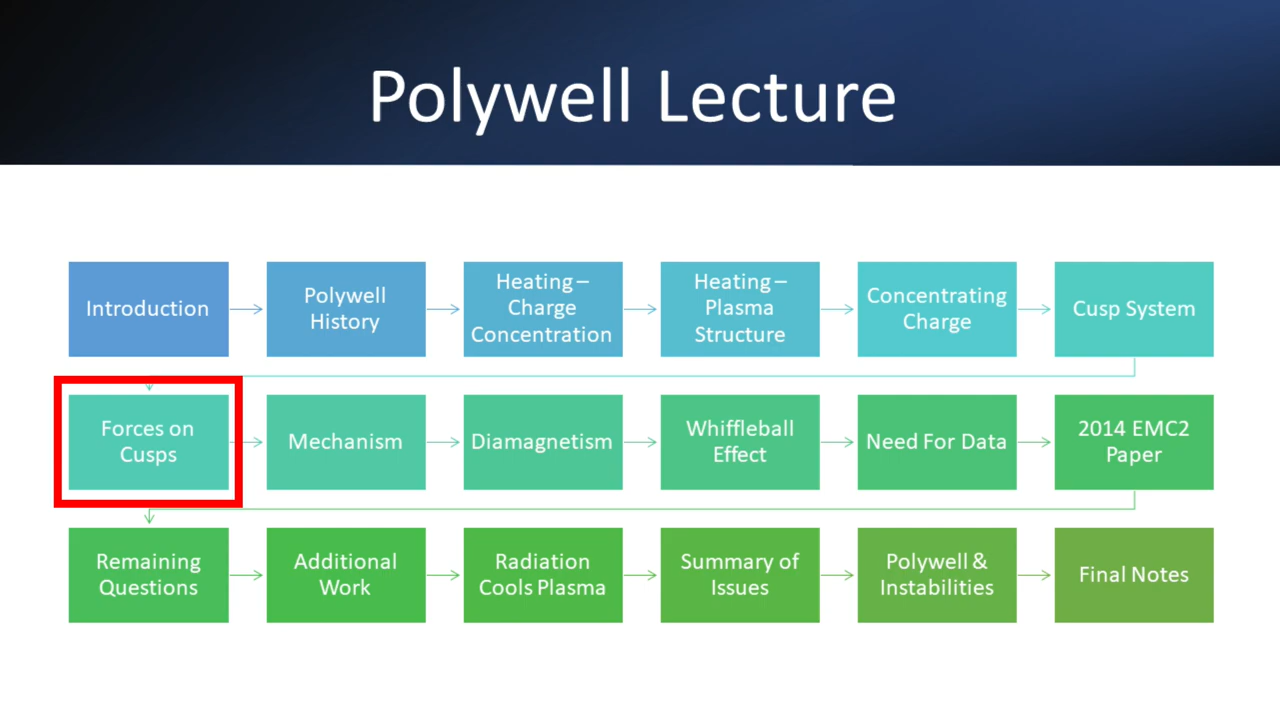 Polywell Lecture
Introduction
Polywell
History
Heating –
Charge
Concentration
Heating –
Plasma
Structure
Concentrating
Charge
Cusp System
Forces on
Cusps
Mechanism
Diamagnetism
Whiffleball
Effect
Need For Data
2014 EMC2
Paper
Remaining
Questions
Additional
Work
Radiation
Cools Plasma
Summary of
Issues
Polywell &
Instabilities
Final Notes